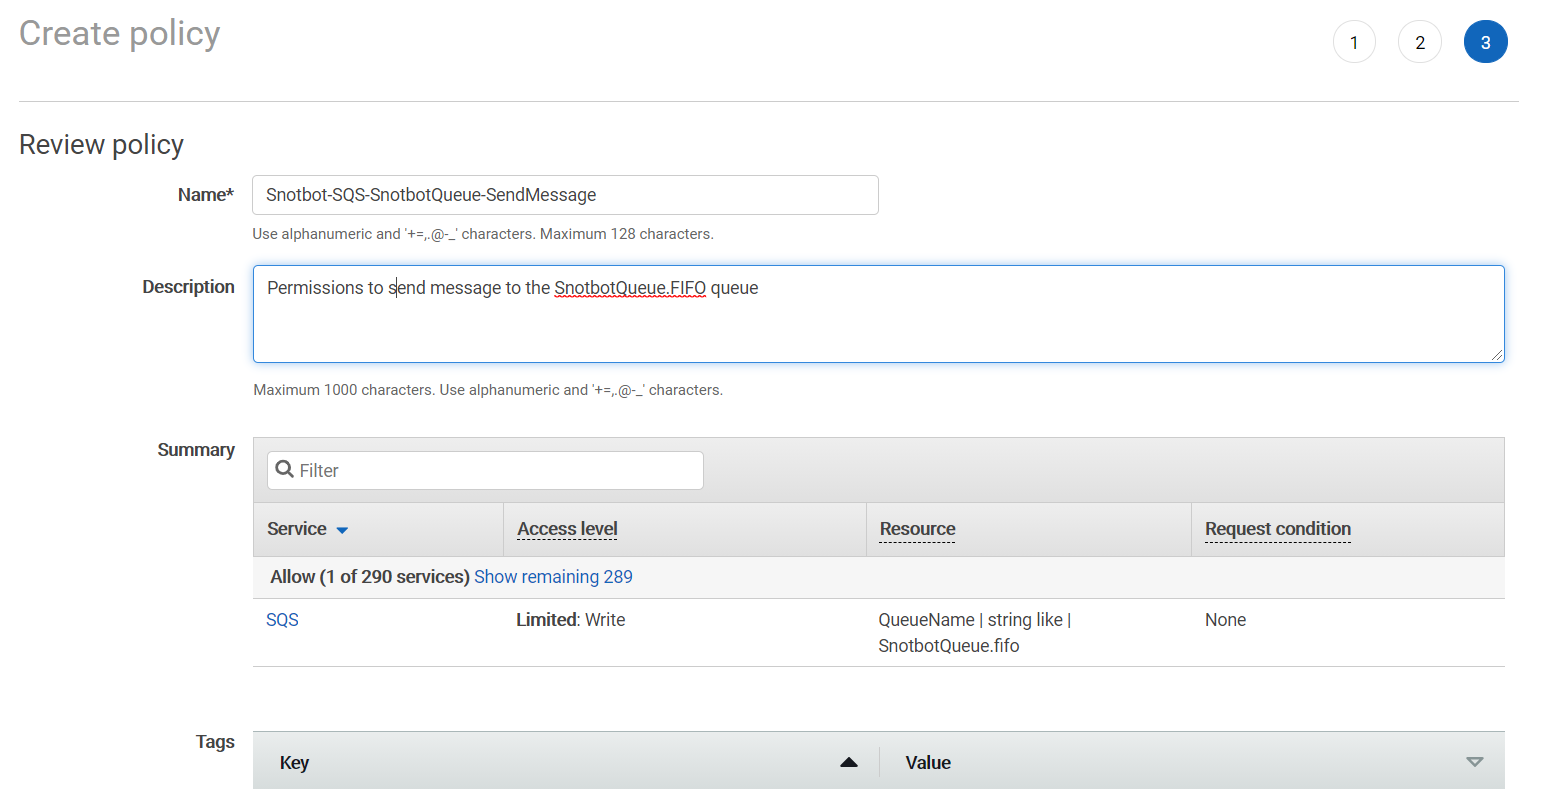 Create policy
1 2 3
Review policy
Name* Snotbot-SQS-SnotbotQueue-SendMessage
Use alphanumeric and '+=,.@-_' characters. Maximum 128 characters.
Description Permissions to send message to the SnotbotQueue.FIFO queue
Maximum 1000 characters. Use alphanumeric and '+=,.@-_' characters.
Summary Filter
Service Access level Resource Request condition
Allow (1 of 290 services) Show remaining 289
SQS Limited: Write QueueName | string like | None
SnotbotQueue.fifo
Tags
Key Value